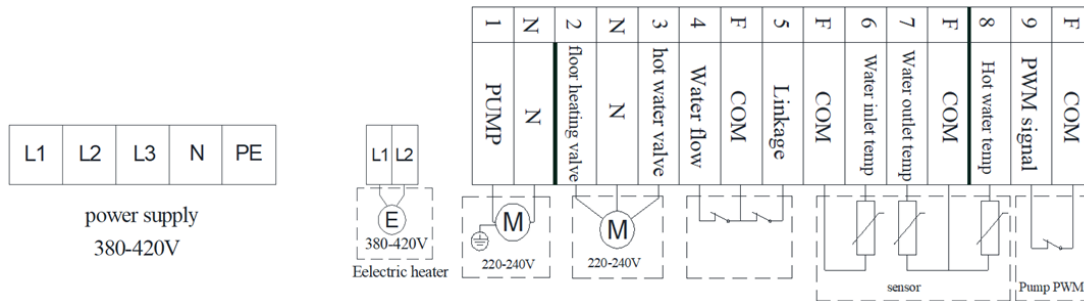 1 N 2 N 3 4 F 5 F 6 7 F 8 9 F
PUMP N floor heating valve N hot water valve Water flow COM Linkage COM Water inlet temp Water outlet temp COM Hot water temp PWM signal COM
L1 L2 L3 N PE
L1 L2
power supply
380-420V
E
380-420V
Eelectric heater
M
220-240V
M
220-240V
sensor
Pump PWM